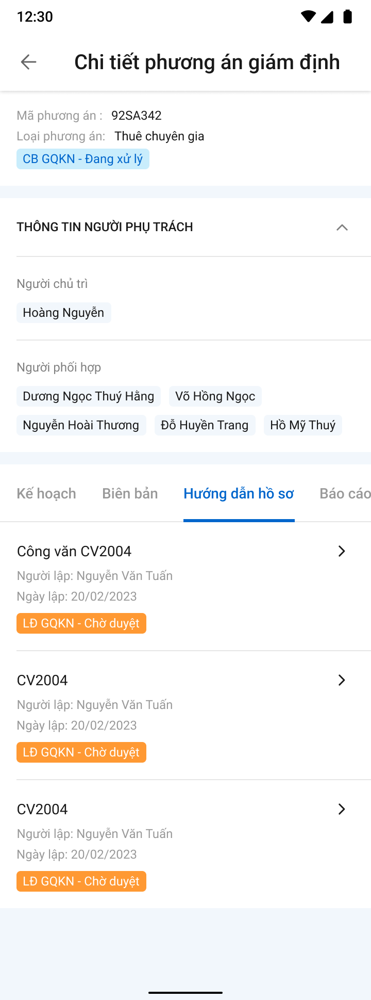 12:30
Chi tiết phương án giám định
Mã phương án : 92SA342
Loại phương án: Thuê chuyên gia
CB GQKN - Đang xử lý
THÔNG TIN NGƯỜI PHỤ TRÁCH
Người chủ trì
Hoàng Nguyễn
Người phối hợp
Dương Ngọc Thuý Hằng Võ Hồng Ngọc
Nguyễn Hoài Thương Đỗ Huyền Trang Hồ Mỹ Thuý
Kế hoạch Biên bản Hướng dẫn hồ sơ Báo cáo
Công văn CV2004
Người lập: Nguyễn Văn Tuấn
Ngày lập: 20/02/2023
LĐ GQKN - Chờ duyệt
CV2004
Người lập: Nguyễn Văn Tuấn
Ngày lập: 20/02/2023
LĐ GQKN - Chờ duyệt
CV2004
Người lập: Nguyễn Văn Tuấn
Ngày lập: 20/02/2023
LĐ GQKN - Chờ duyệt